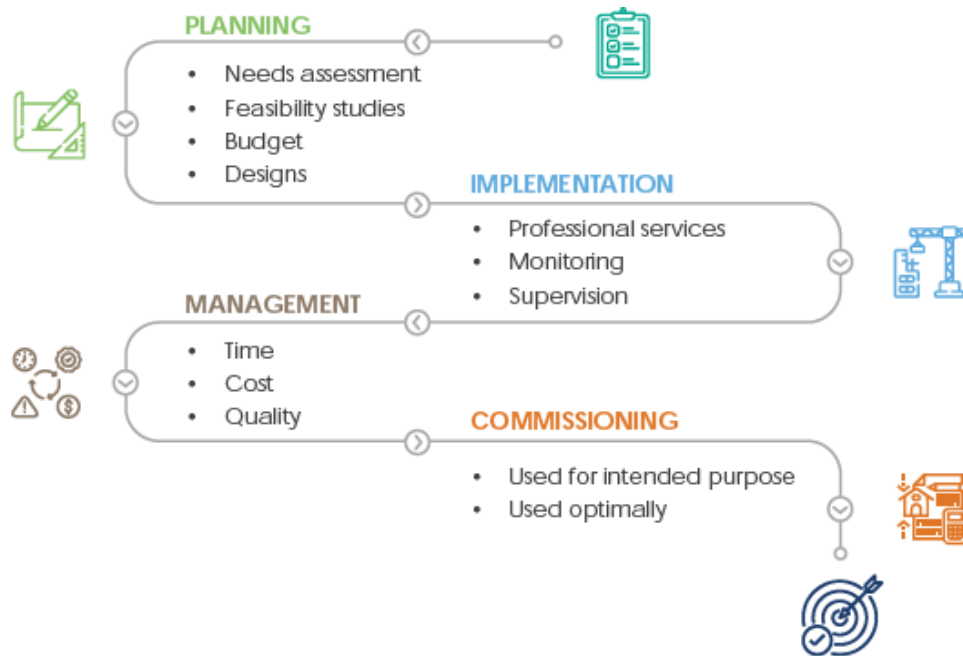 PLANNING
• Needs assessment
• Feasibility studies
• Budget
• Designs
IMPLEMENTATION
• Professional services
• Monitoring
• Supervision
MANAGEMENT
• Time
• Cost
• Quality
COMMISSIONING
• Used for intended purpose
• Used optimally